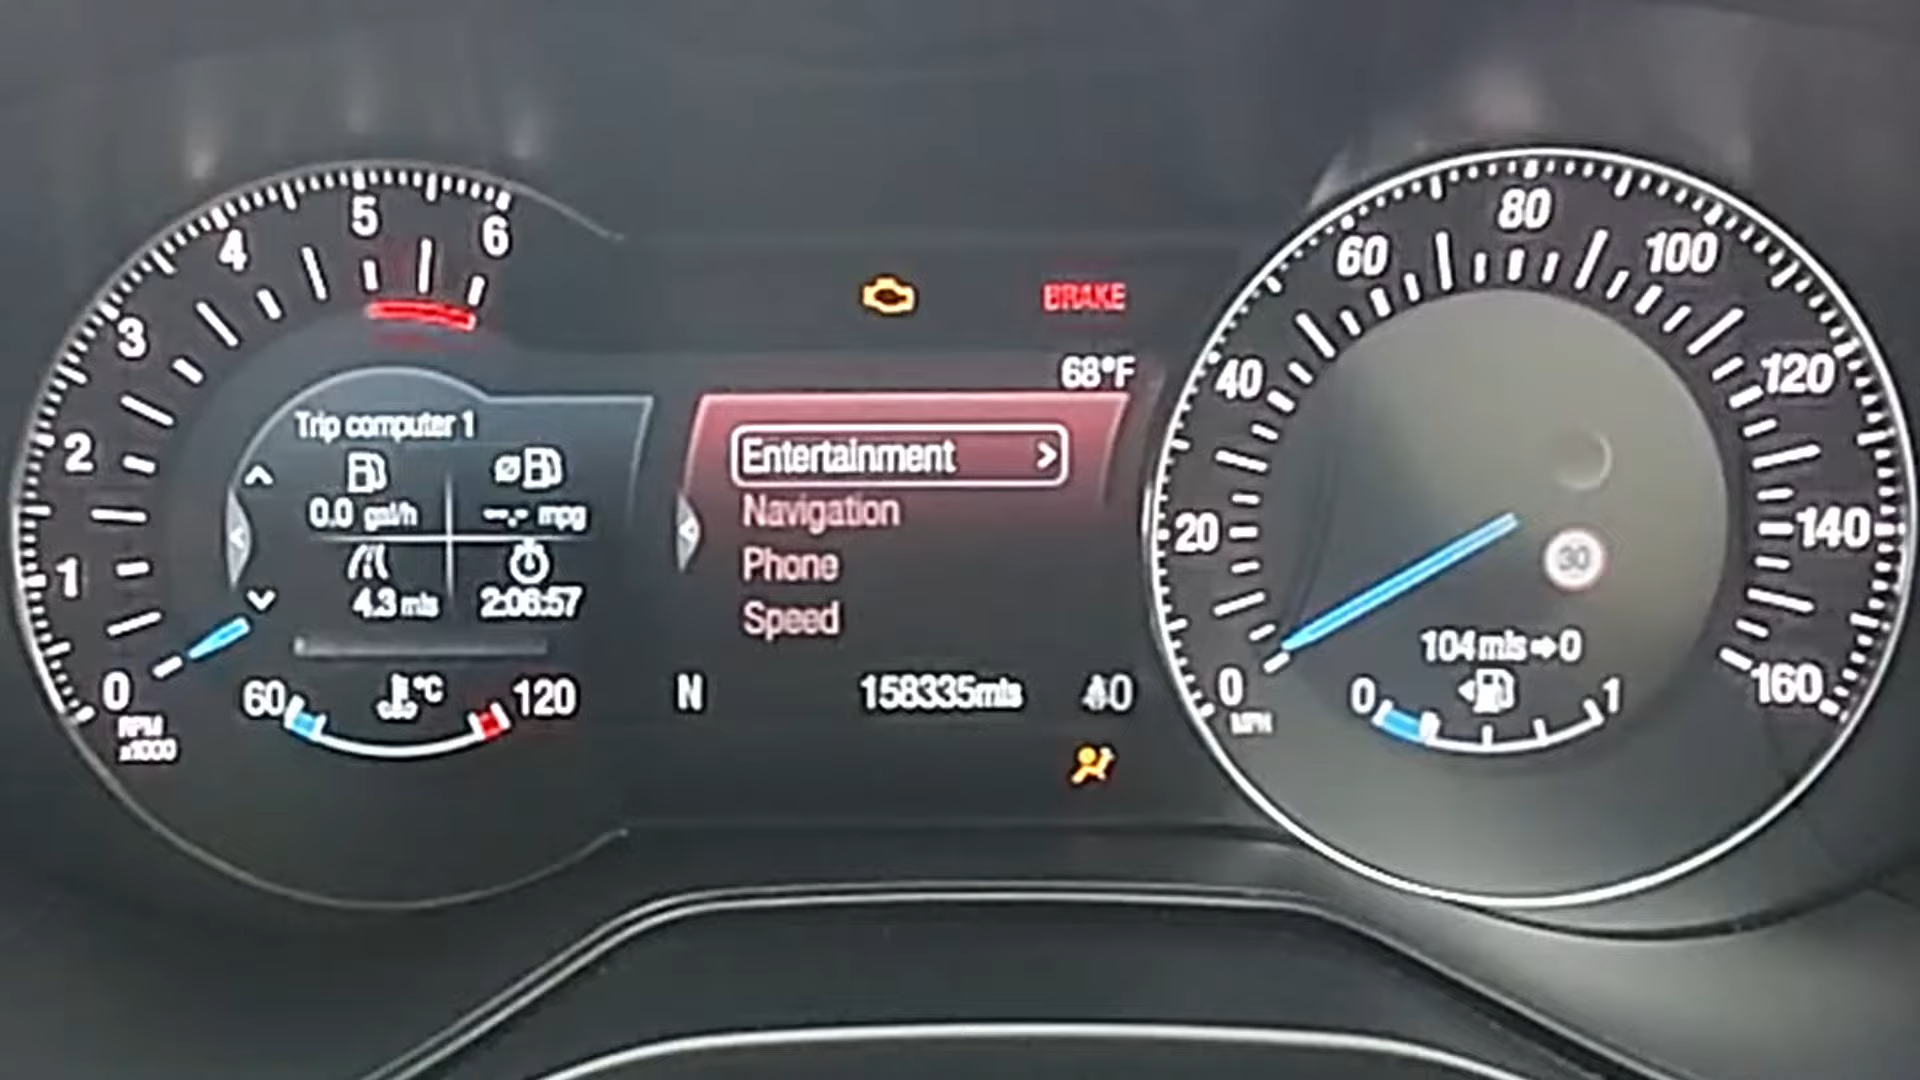 5
6
4
3
2
1
0
RPM
x1000
Trip computer 1
0.0 gal/h
--.- mpg
4.3 mls
2:06:57
60
°C
120
BRAKE
68°F
Entertainment >
Navigation
Phone
Speed
N
158335mls
0
80
60
100
40
120
20
140
30
0
160
MPH
104mls➔0
0
1